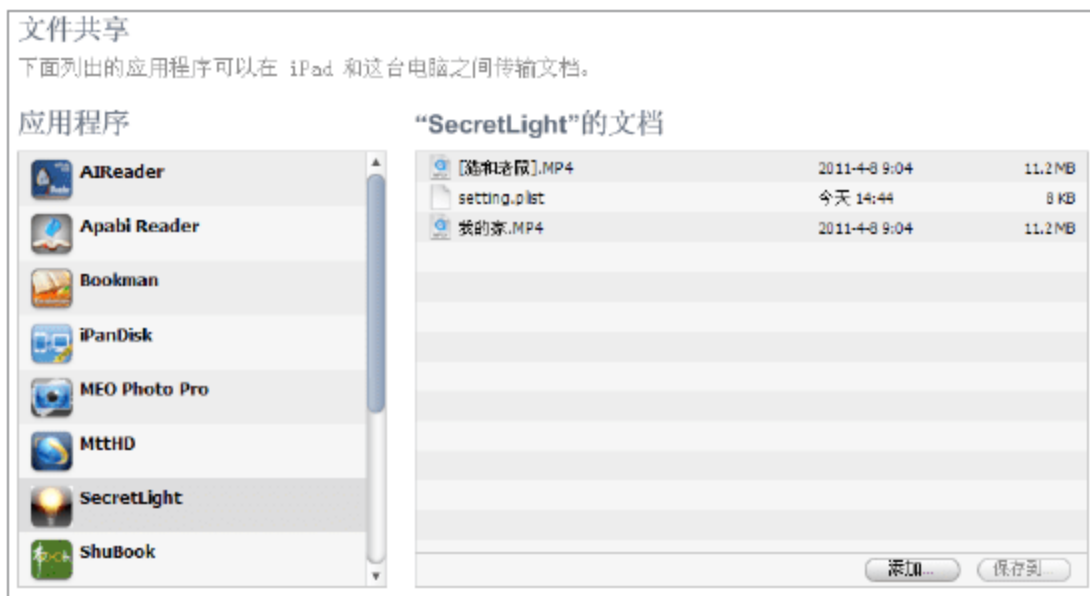 文件共享
下面列出的应用程序可以在 iPad 和这台电脑之间传输文档。
应用程序
AIReader
Apabi Reader
Bookman
iPanDisk
MEO Photo Pro
MttHD
SecretLight
ShuBook
“SecretLight”的文档
[猫和老鼠].MP4 2011-4-8 9:04 11.2 MB
setting.plist 今天 14:44 8 KB
我的家.MP4 2011-4-8 9:04 11.2 MB
添加... 保存到...